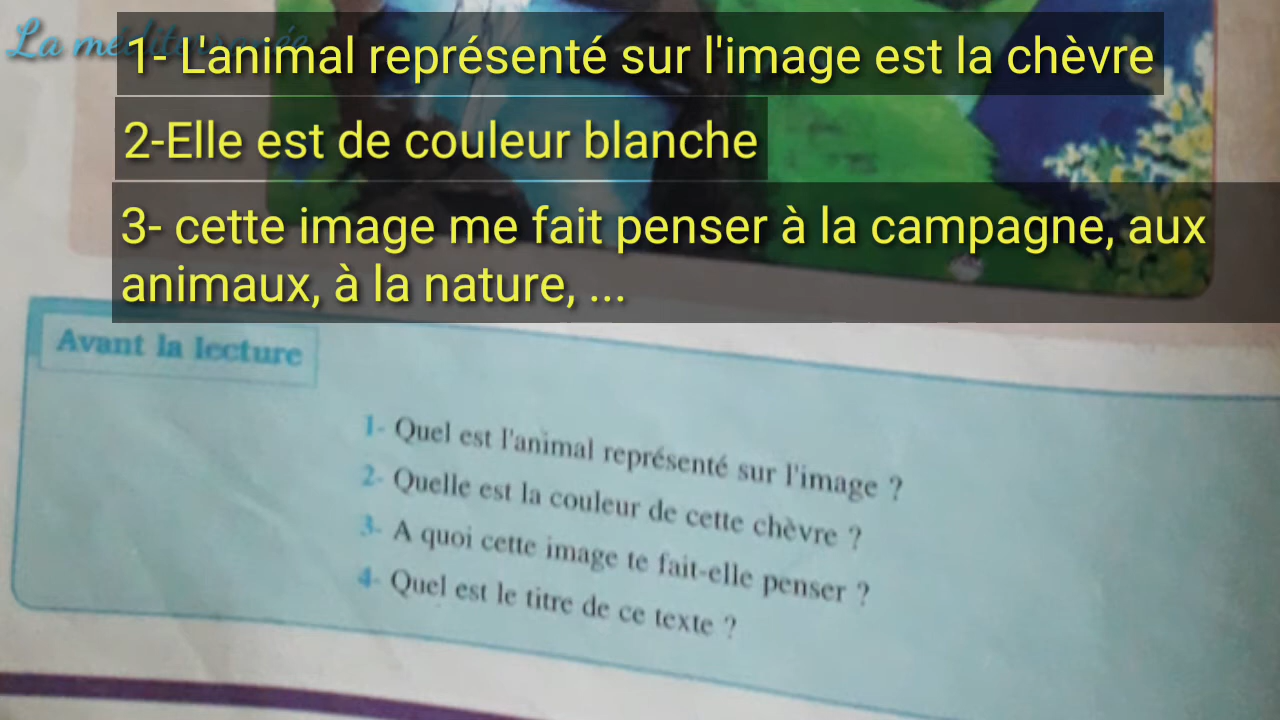 La méditerranée
1- L'animal représenté sur l'image est la chèvre
2-Elle est de couleur blanche
3- cette image me fait penser à la campagne, aux
animaux, à la nature, ...
Avant la lecture
1- Quel est l'animal représenté sur l'image ?
2- Quelle est la couleur de cette chèvre ?
3- A quoi cette image te fait-elle penser ?
4- Quel est le titre de ce texte ?